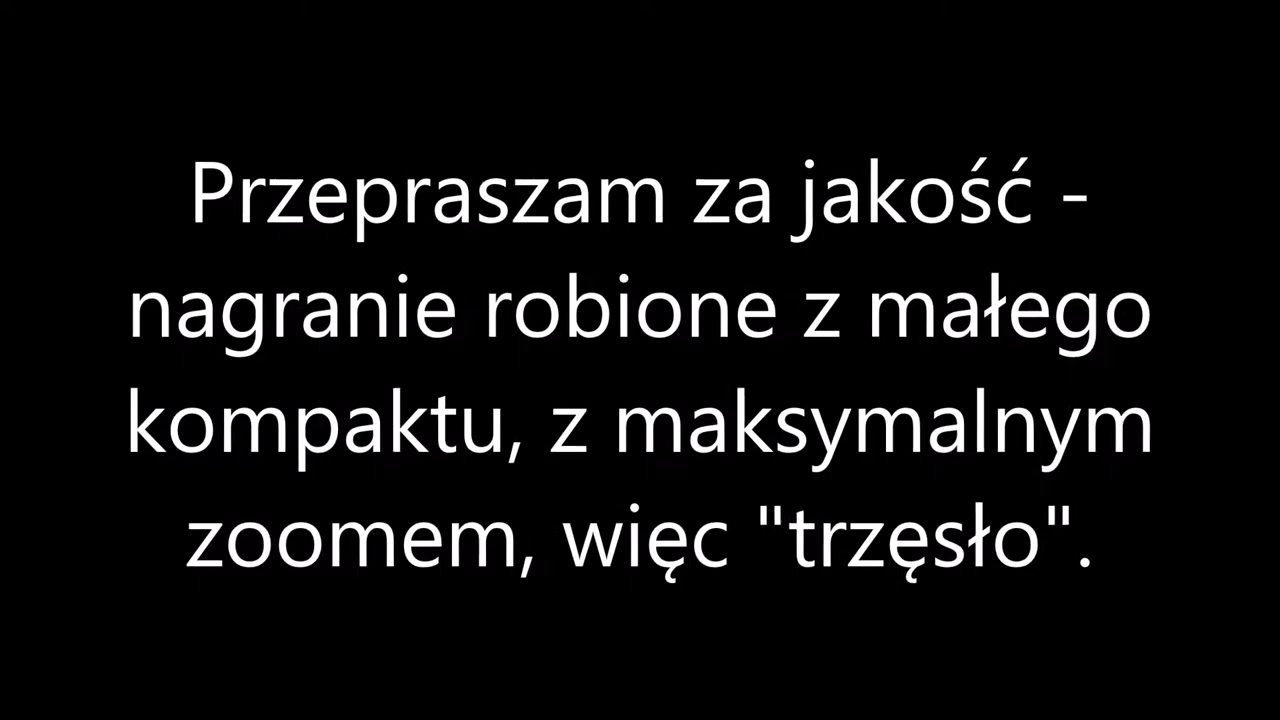 Przepraszam za jakość -
nagranie robione z małego
kompaktu, z maksymalnym
zoomem, więc "trzęsło".